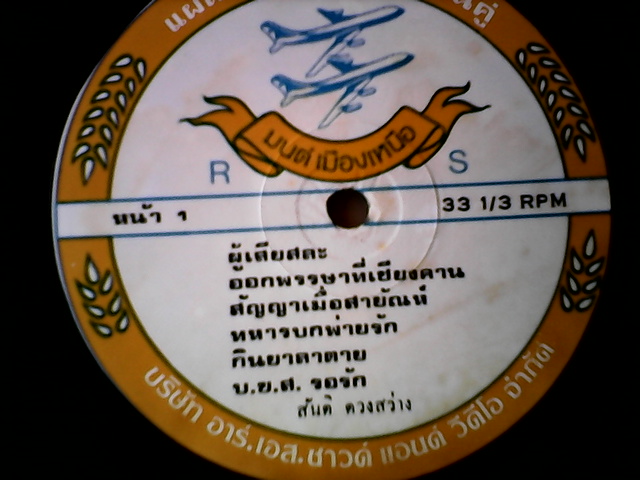 มนต์เมืองเหนือ
R S
หน้า 1
33 1/3 RPM
ผู้เสียสละ
ออกพรรษาที่เชียงคาน
สัญญาเมื่อสายัณห์
ทหารบกพ่ายรัก
กินยาลาตาย
บ.ข.ส. รอรัก
สันติ ดวงสว่าง
บริษัท อาร์.เอส.ซาวด์ แอนด์ วีดีโอ จำกัด